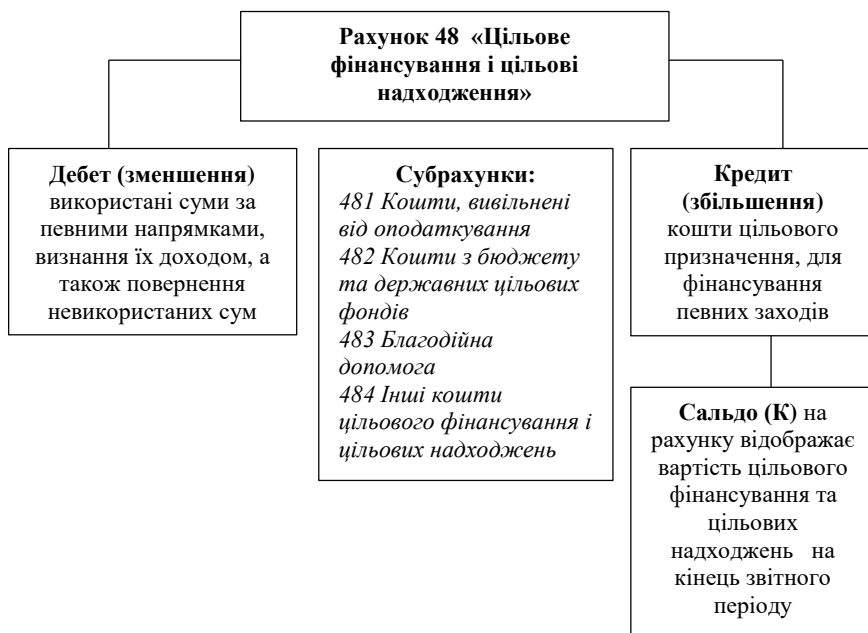 Рахунок 48 «Цільове
фінансування і цільові
надходження»
Дебет (зменшення)
використані суми за
певними напрямками,
визнання їх доходом, а
також повернення
невикористаних сум
Субрахунки:
481 Кошти, вивільнені
від оподаткування
482 Кошти з бюджету
та державних цільових
фондів
483 Благодійна
допомога
484 Інші кошти
цільового фінансування і
цільових надходжень
Кредит
(збільшення)
кошти цільового
призначення, для
фінансування
певних заходів
Сальдо (К) на
рахунку відображає
вартість цільового
фінансування та
цільових
надходжень на
кінець звітного
періоду